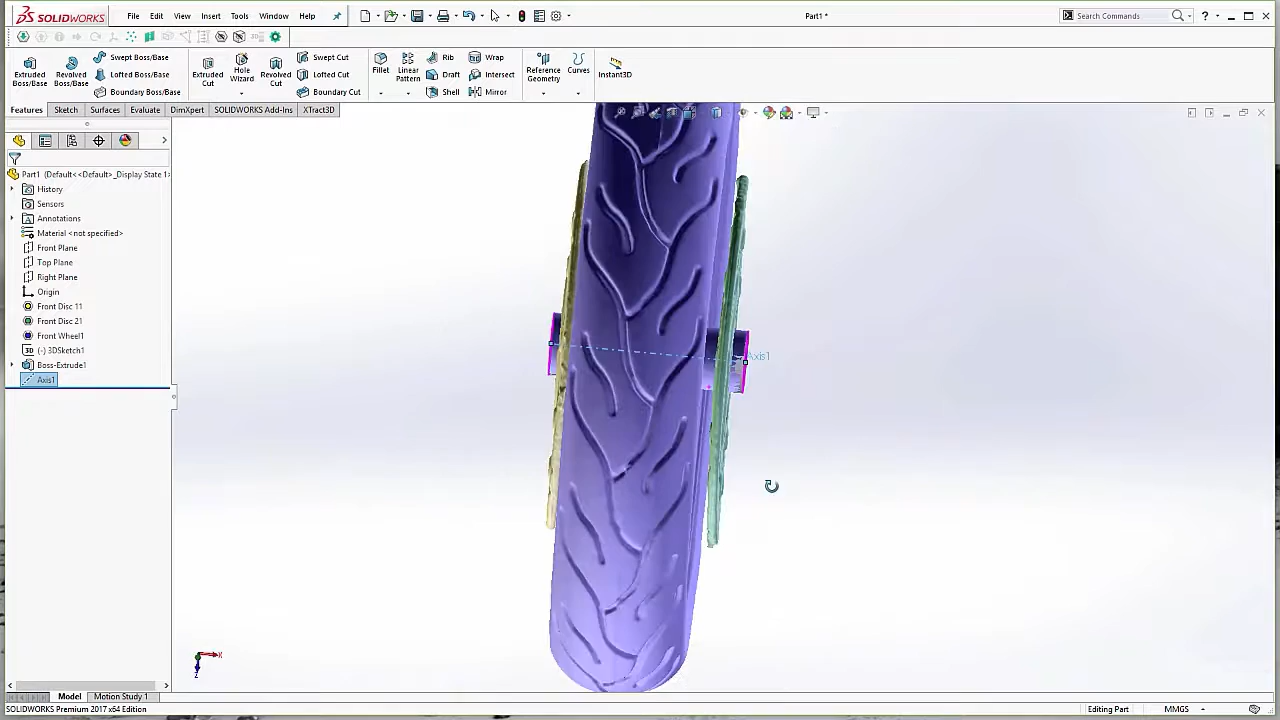 SOLIDWORKS File Edit View Insert Tools Window Help Part1 * Search Commands ?
Extruded Boss/Base
Revolved Boss/Base
Swept Boss/Base
Lofted Boss/Base
Boundary Boss/Base
Extruded Cut
Hole Wizard
Revolved Cut
Swept Cut
Lofted Cut
Boundary Cut
Fillet
Linear Pattern
Rib
Draft
Shell
Wrap
Intersect
Mirror
Reference Geometry
Curves
Instant3D
Features Sketch Surfaces Evaluate DimXpert SOLIDWORKS Add-Ins XTract3D
Part1 (Default<<Default>_Display State 1>
History
Sensors
Annotations
Material <not specified>
Front Plane
Top Plane
Right Plane
Origin
Front Disc 11
Front Disc 21
Front Wheel1
3D (-) 3DSketch1
Boss-Extrude1
Axis1
Axis1
X
Z
Model Motion Study 1
SOLIDWORKS Premium 2017 x64 Edition Editing Part MMGS